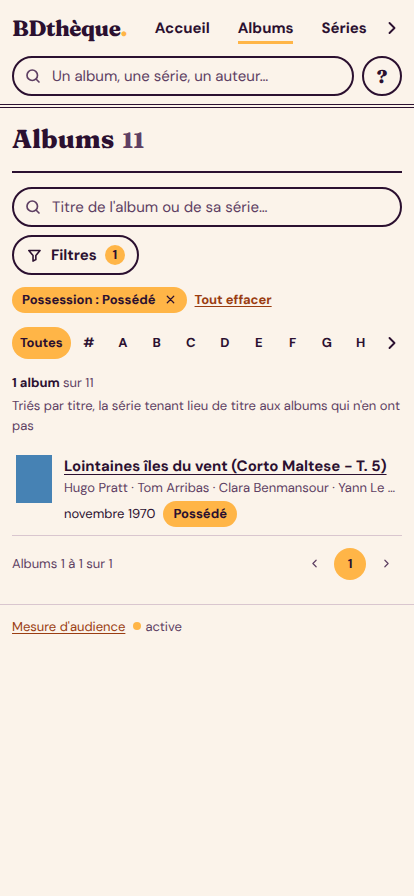 BDthèque.
Accueil Albums Séries
Un album, une série, un auteur...
?
Albums 11
Titre de l'album ou de sa série...
Filtres 1
Possession : Possédé × Tout effacer
Toutes # A B C D E F G H
1 album sur 11
Triés par titre, la série tenant lieu de titre aux albums qui n'en ont
pas
Lointaines îles du vent (Corto Maltese - T. 5)
Hugo Pratt · Tom Arribas · Clara Benmansour · Yann Le ...
novembre 1970 Possédé
Albums 1 à 1 sur 1
‹ 1 ›
Mesure d'audience active